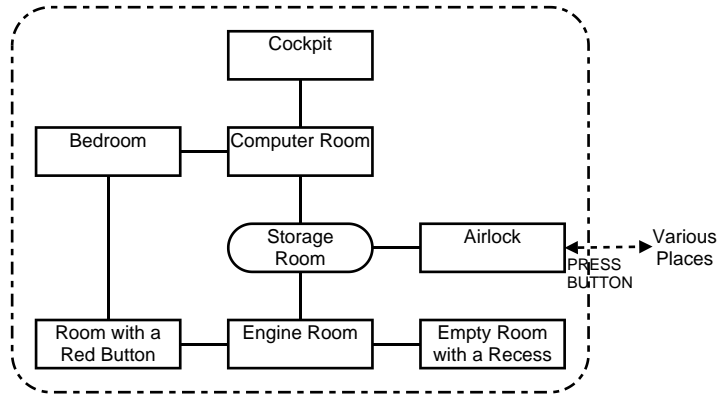 Cockpit
Bedroom
Computer Room
Storage
Room
Airlock
Various
Places
PRESS
BUTTON
Room with a
Red Button
Engine Room
Empty Room
with a Recess